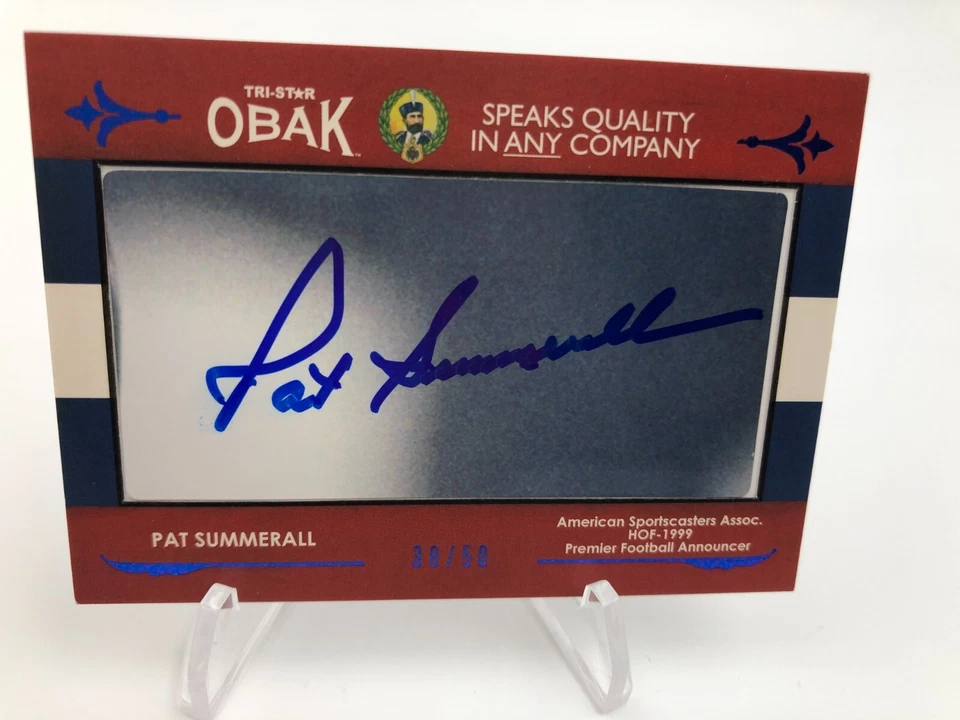 TRI-STAR
OBAK™
SPEAKS QUALITY
IN ANY COMPANY
Pat Summerall
PAT SUMMERALL
American Sportscasters Assoc.
HOF-1999
Premier Football Announcer